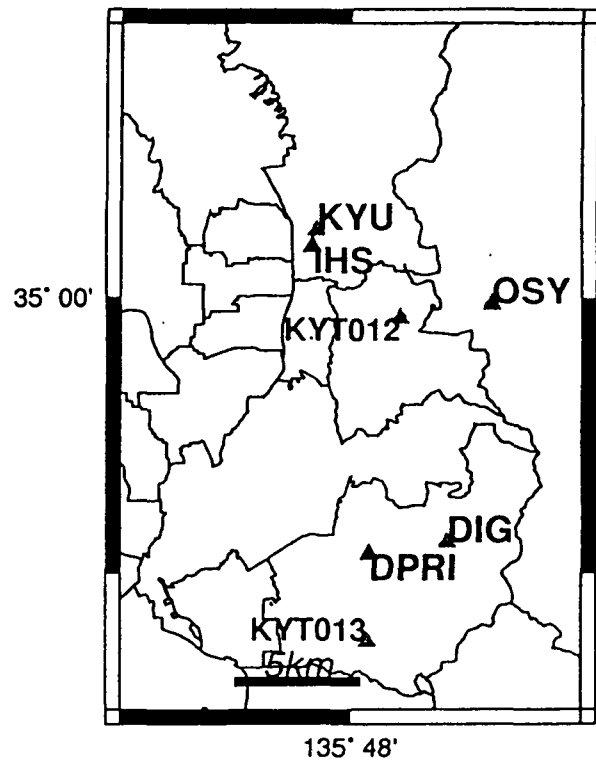 KYU
IHS
35° 00'
OSY
KYT012
DIG
DPRI
KYT013
5km
135° 48'